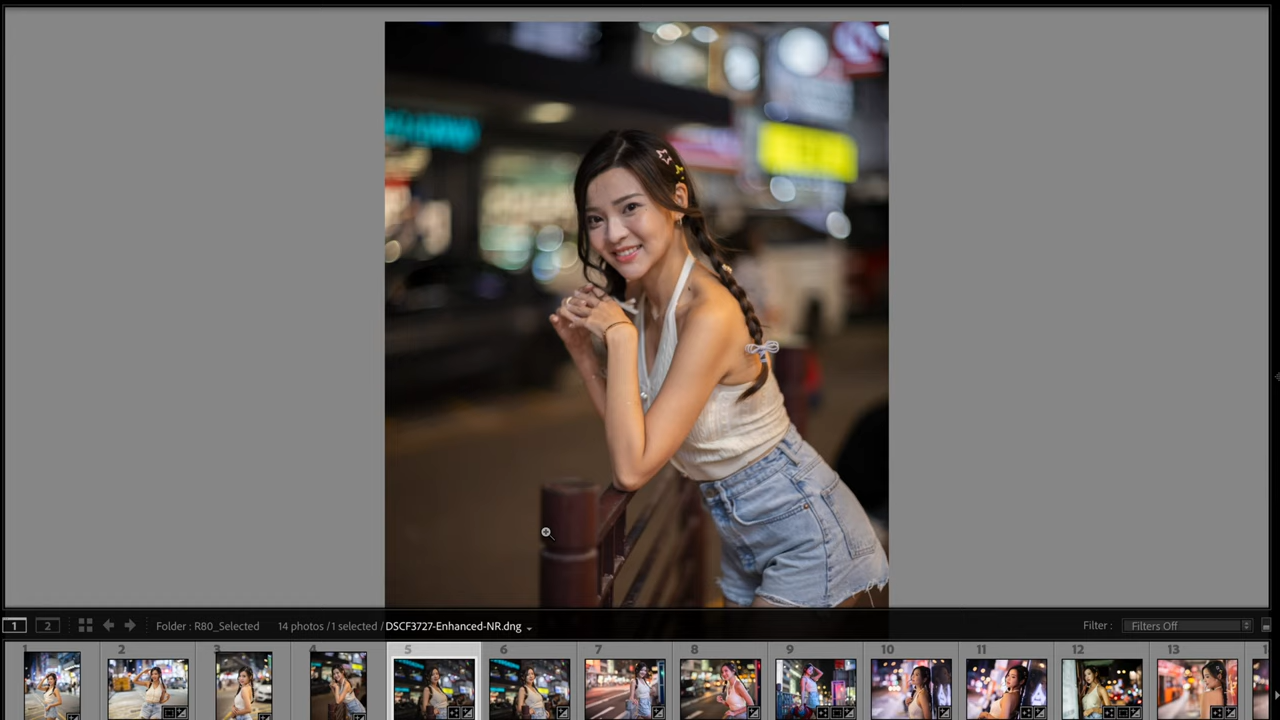 1 2 Folder : R80_Selected 14 photos / 1 selected / DSCF3727-Enhanced-NR.dng Filter : Filters Off
1 2 3 4 5 6 7 8 9 10 11 12 13 1